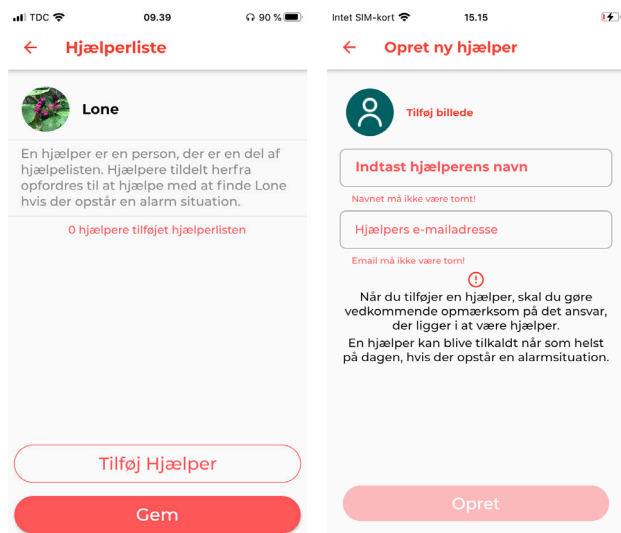 TDC
09.39
90 %
Hjælperliste
Lone
En hjælper er en person, der er en del af
hjælpelisten. Hjælpere tildelt herfra
opfordres til at hjælpe med at finde Lone
hvis der opstår en alarm situation.
0 hjælpere tilføjet hjælperlisten
Tilføj Hjælper
Gem
Intet SIM-kort
15.15
Opret ny hjælper
Tilføj billede
Indtast hjælperens navn
Navnet må ikke være tomt!
Hjælpers e-mailadresse
Email må ikke være tom!
Når du tilføjer en hjælper, skal du gøre
vedkommende opmærksom på det ansvar,
der ligger i at være hjælper.
En hjælper kan blive tilkaldt når som helst
på dagen, hvis der opstår en alarmsituation.
Opret